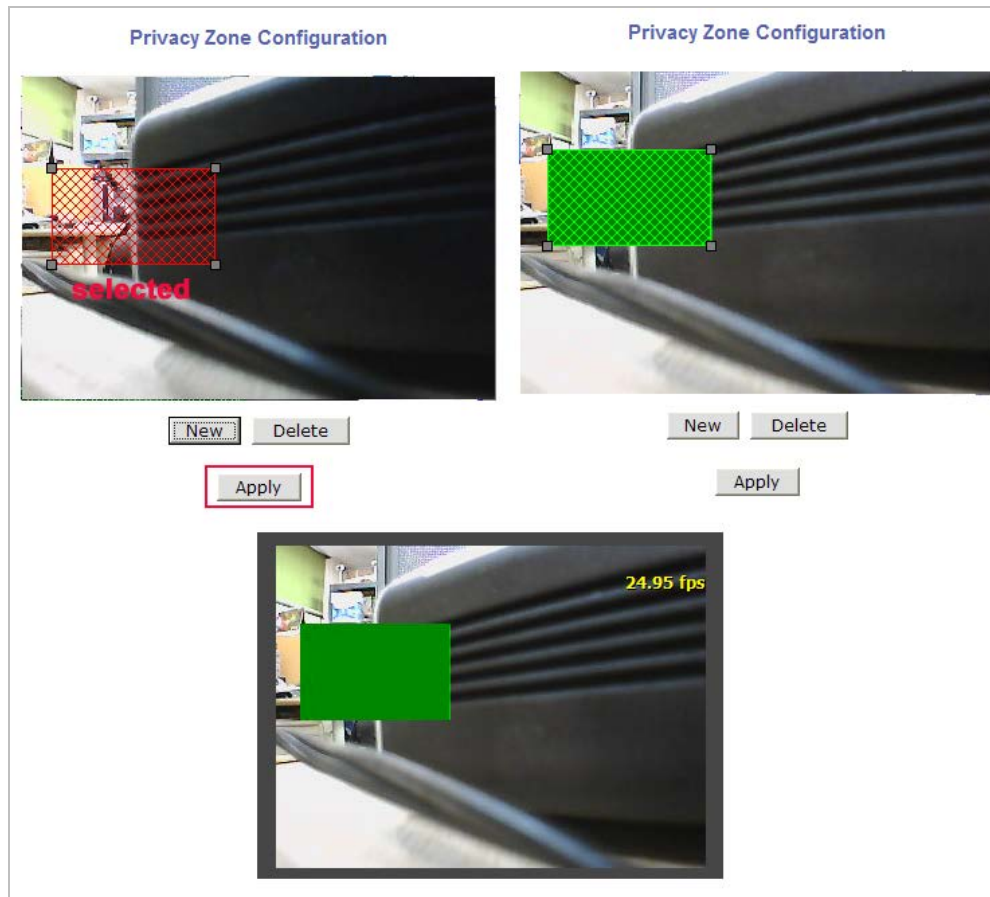 Privacy Zone Configuration
selected
New Delete
Apply
Privacy Zone Configuration
New Delete
Apply
24.95 fps